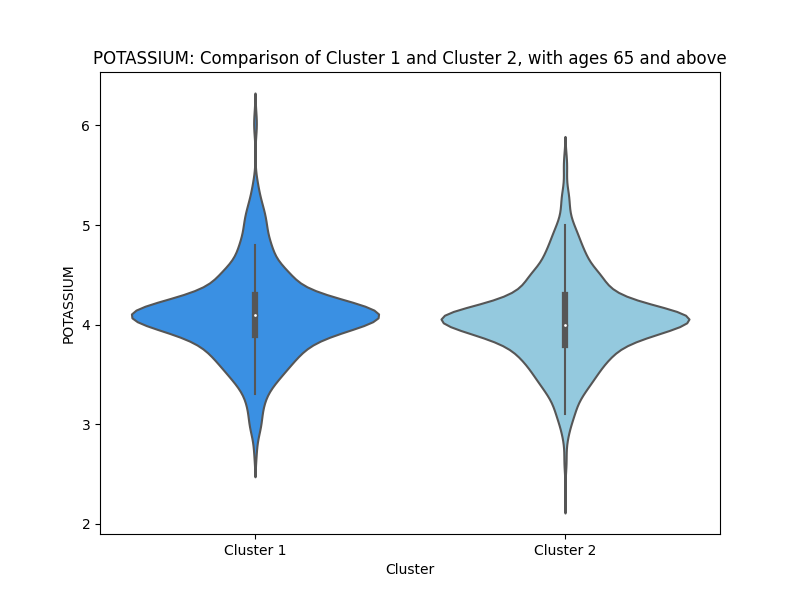 POTASSIUM: Comparison of Cluster 1 and Cluster 2, with ages 65 and above
POTASSIUM
6
5
4
3
2
Cluster 1
Cluster 2
Cluster